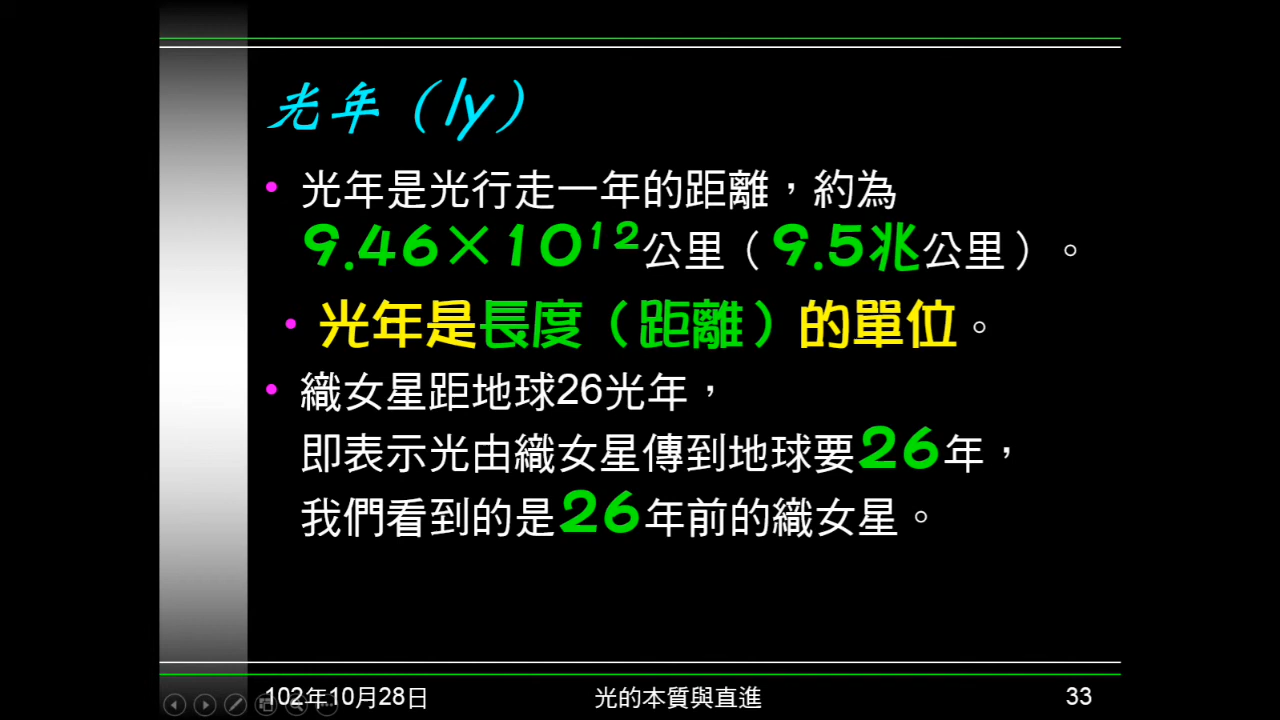 光年（ly）
• 光年是光行走一年的距離，約為
9.46×10¹²公里（9.5兆公里）。
• 光年是長度（距離）的單位。
• 織女星距地球26光年，
即表示光由織女星傳到地球要26年，
我們看到的是26年前的織女星。
102年10月28日
光的本質與直進
33